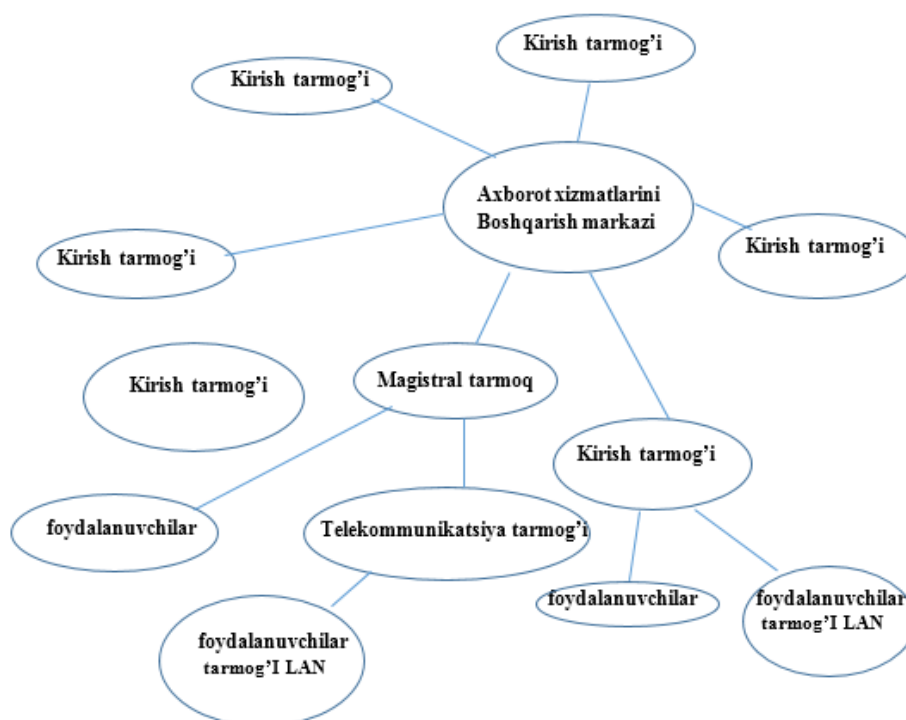 Kirish tarmog’i
Kirish tarmog’i
Axborot xizmatlarini
Boshqarish markazi
Kirish tarmog’i
Kirish tarmog’i
Kirish tarmog’i
Magistral tarmoq
Kirish tarmog’i
foydalanuvchilar
Telekommunikatsiya tarmog’i
foydalanuvchilar
foydalanuvchilar
tarmog’I LAN
foydalanuvchilar
tarmog’I LAN